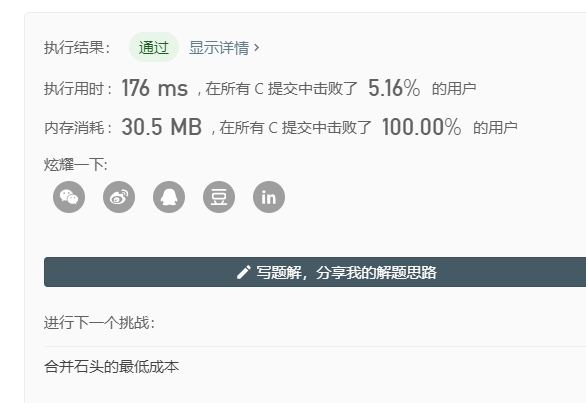 执行结果： 通过 显示详情 ›
执行用时： 176 ms ，在所有 C 提交中击败了 5.16% 的用户
内存消耗： 30.5 MB ，在所有 C 提交中击败了 100.00% 的用户
炫耀一下:
豆 in
写题解，分享我的解题思路
进行下一个挑战：
合并石头的最低成本